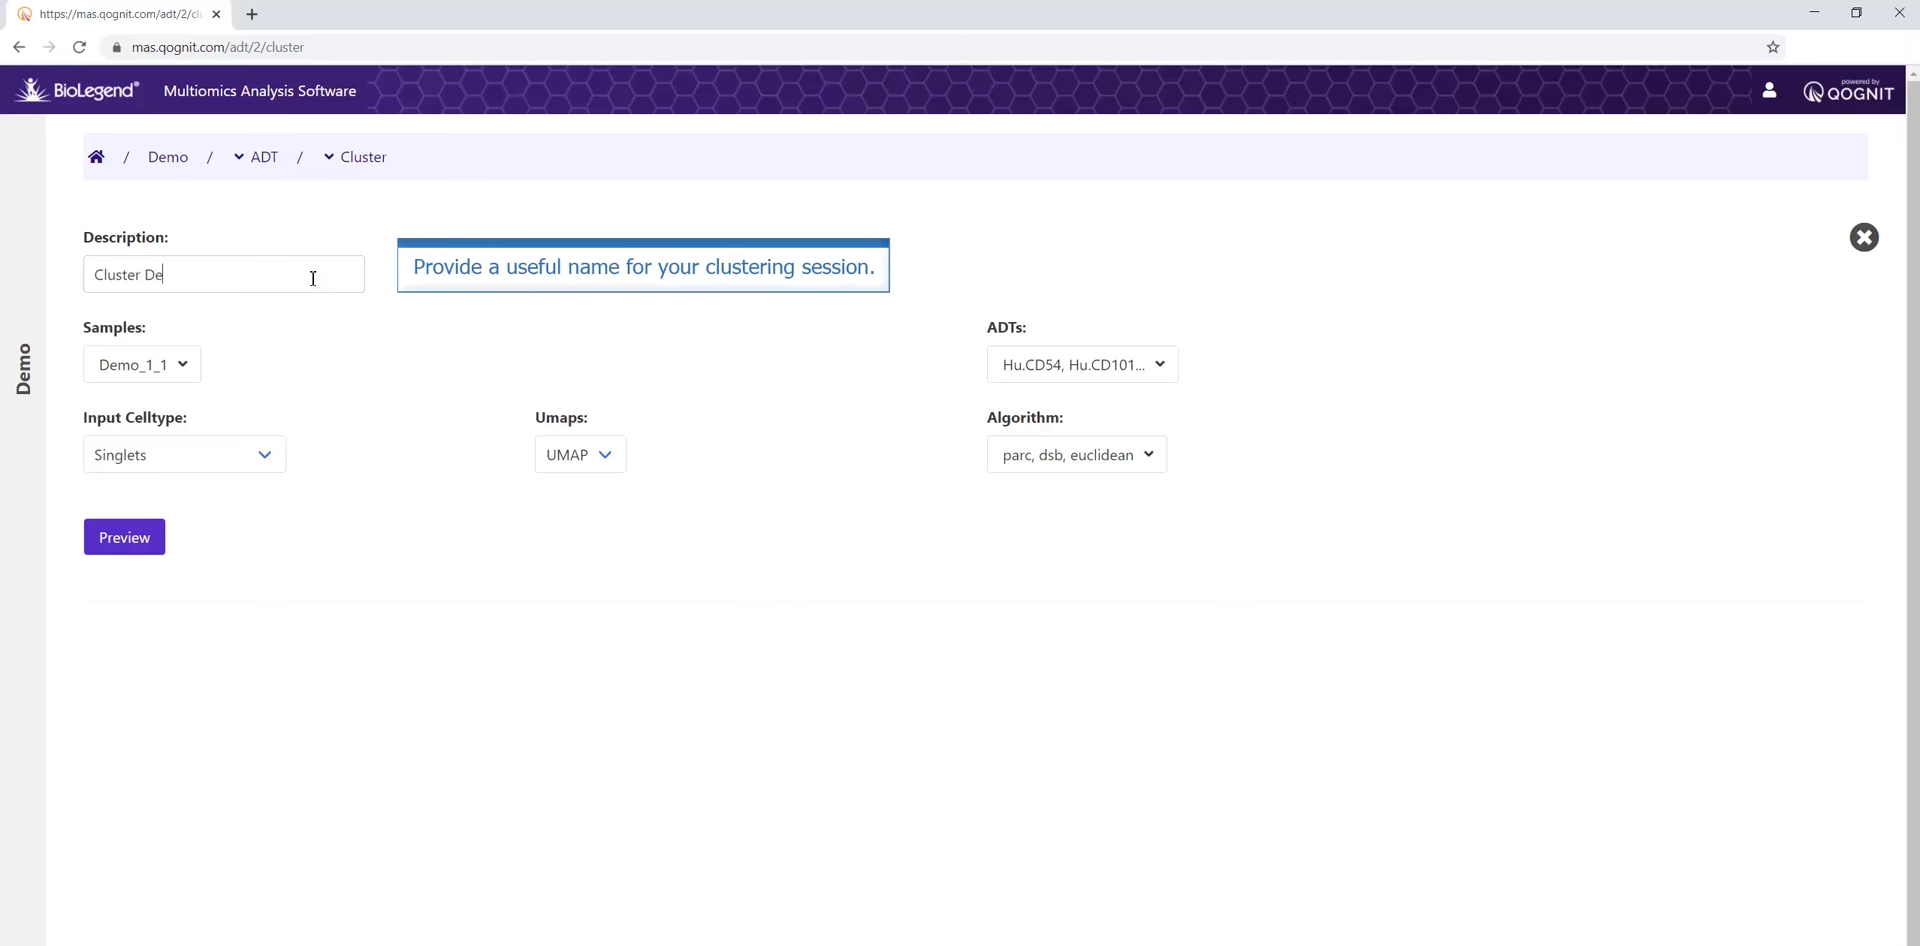 https://mas.qognit.com/adt/2/cl
mas.qognit.com/adt/2/cluster
BioLegend® Multiomics Analysis Software powered by QOGNIT
/ Demo / ADT / Cluster
Description:
Cluster De
Provide a useful name for your clustering session.
Samples: ADTs:
Demo_1_1 Hu.CD54, Hu.CD101...
Demo
Input Celltype: Umaps: Algorithm:
Singlets UMAP parc, dsb, euclidean
Preview